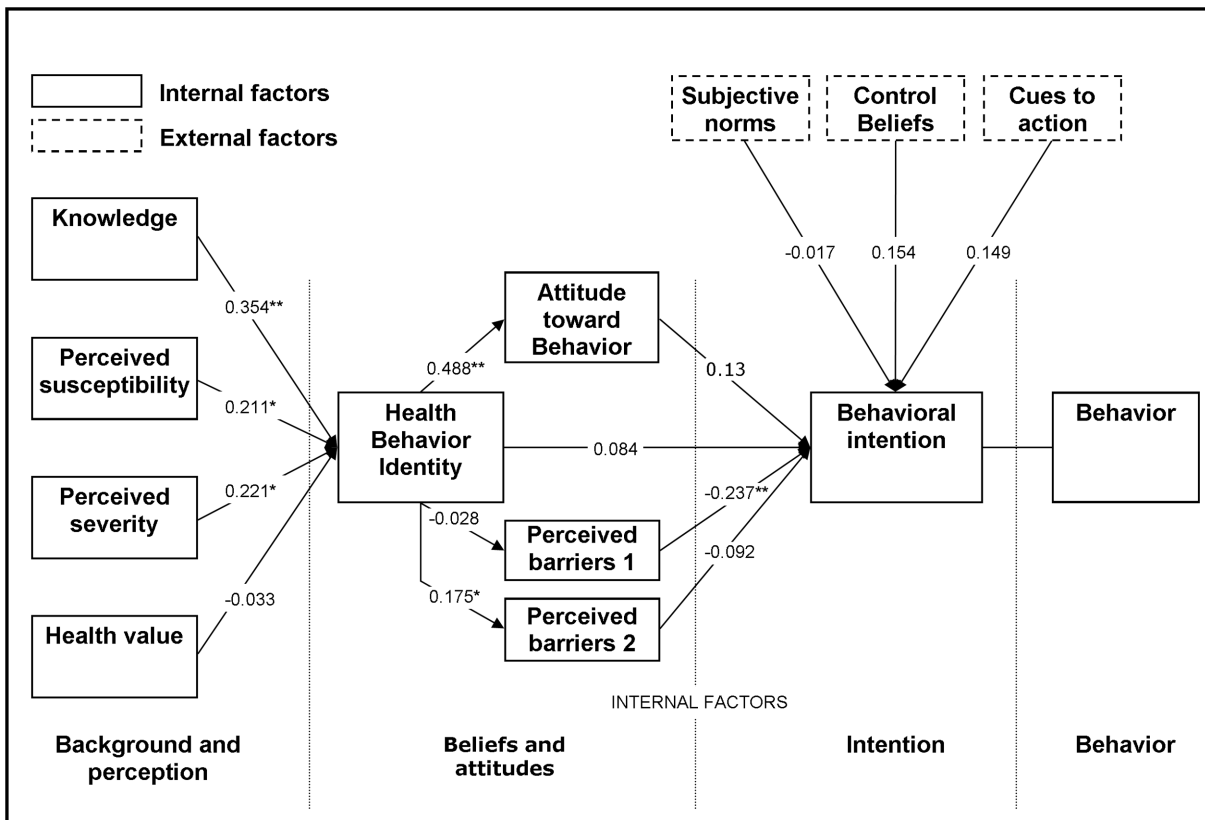 Internal factors
External factors
Subjective
norms
Control
Beliefs
Cues to
action
Knowledge
-0.017
0.154
0.149
0.354**
Attitude
toward
Behavior
Perceived
susceptibility
0.488**
0.13
0.211*
Health
Behavior
Identity
0.084
Behavioral
intention
Behavior
Perceived
severity
0.221*
-0.028
-0.237**
Perceived
barriers 1
-0.092
-0.033
0.175*
Perceived
barriers 2
Health value
INTERNAL FACTORS
Background and
perception
Beliefs and
attitudes
Intention
Behavior